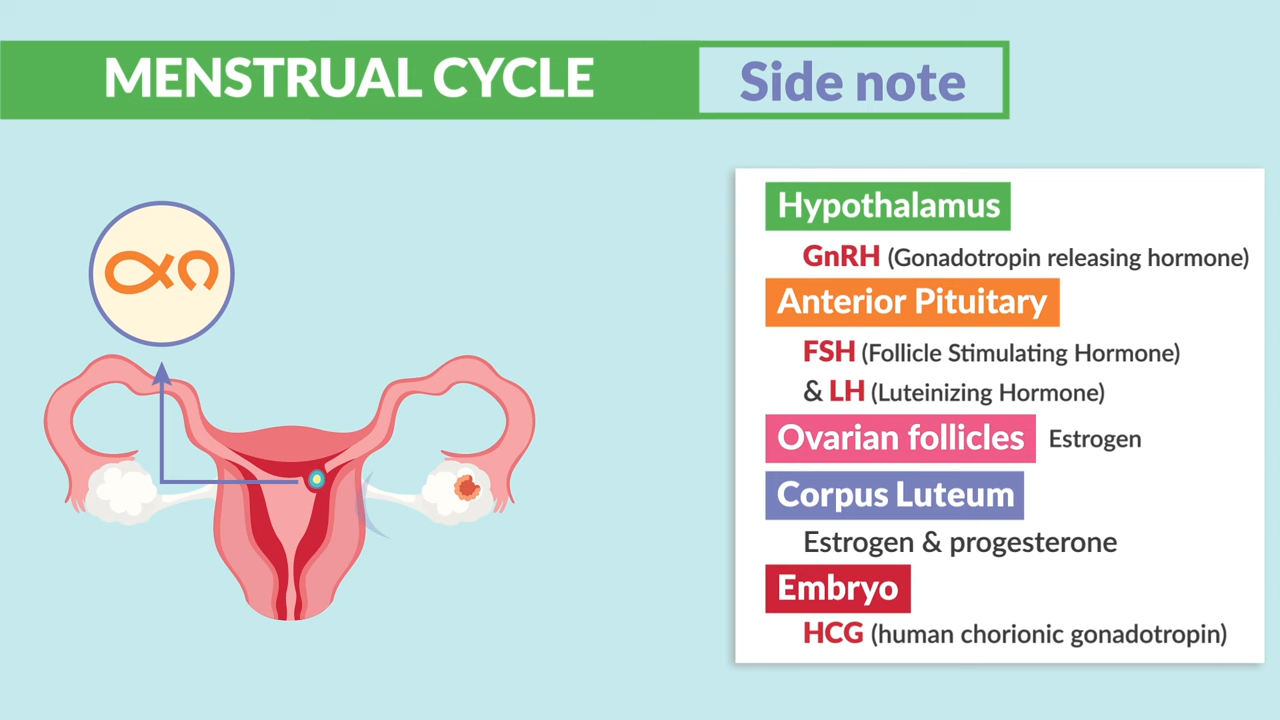 MENSTRUAL CYCLE Side note
Hypothalamus
GnRH (Gonadotropin releasing hormone)
Anterior Pituitary
FSH (Follicle Stimulating Hormone)
& LH (Luteinizing Hormone)
Ovarian follicles Estrogen
Corpus Luteum
Estrogen & progesterone
Embryo
HCG (human chorionic gonadotropin)